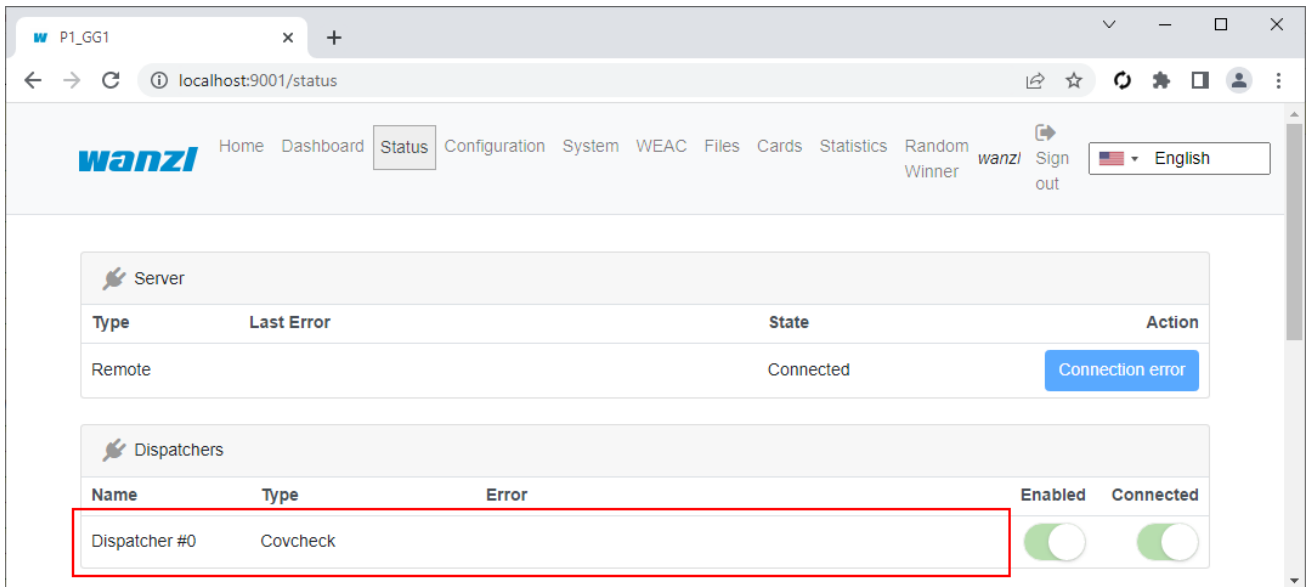 P1_GG1
localhost:9001/status
wanzl Home Dashboard Status Configuration System WEAC Files Cards Statistics Random Winner wanzl Sign out English
Server
Type Last Error State Action
Remote Connected Connection error
Dispatchers
Name Type Error Enabled Connected
Dispatcher #0 Covcheck